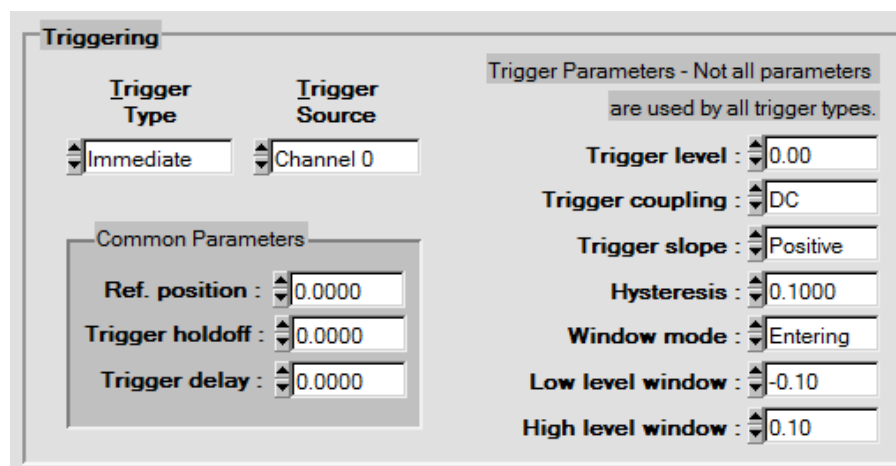 Triggering
Trigger Type
Trigger Source
Immediate
Channel 0
Common Parameters
Ref. position : 0.0000
Trigger holdoff : 0.0000
Trigger delay : 0.0000
Trigger Parameters - Not all parameters
are used by all trigger types.
Trigger level : 0.00
Trigger coupling : DC
Trigger slope : Positive
Hysteresis : 0.1000
Window mode : Entering
Low level window : -0.10
High level window : 0.10